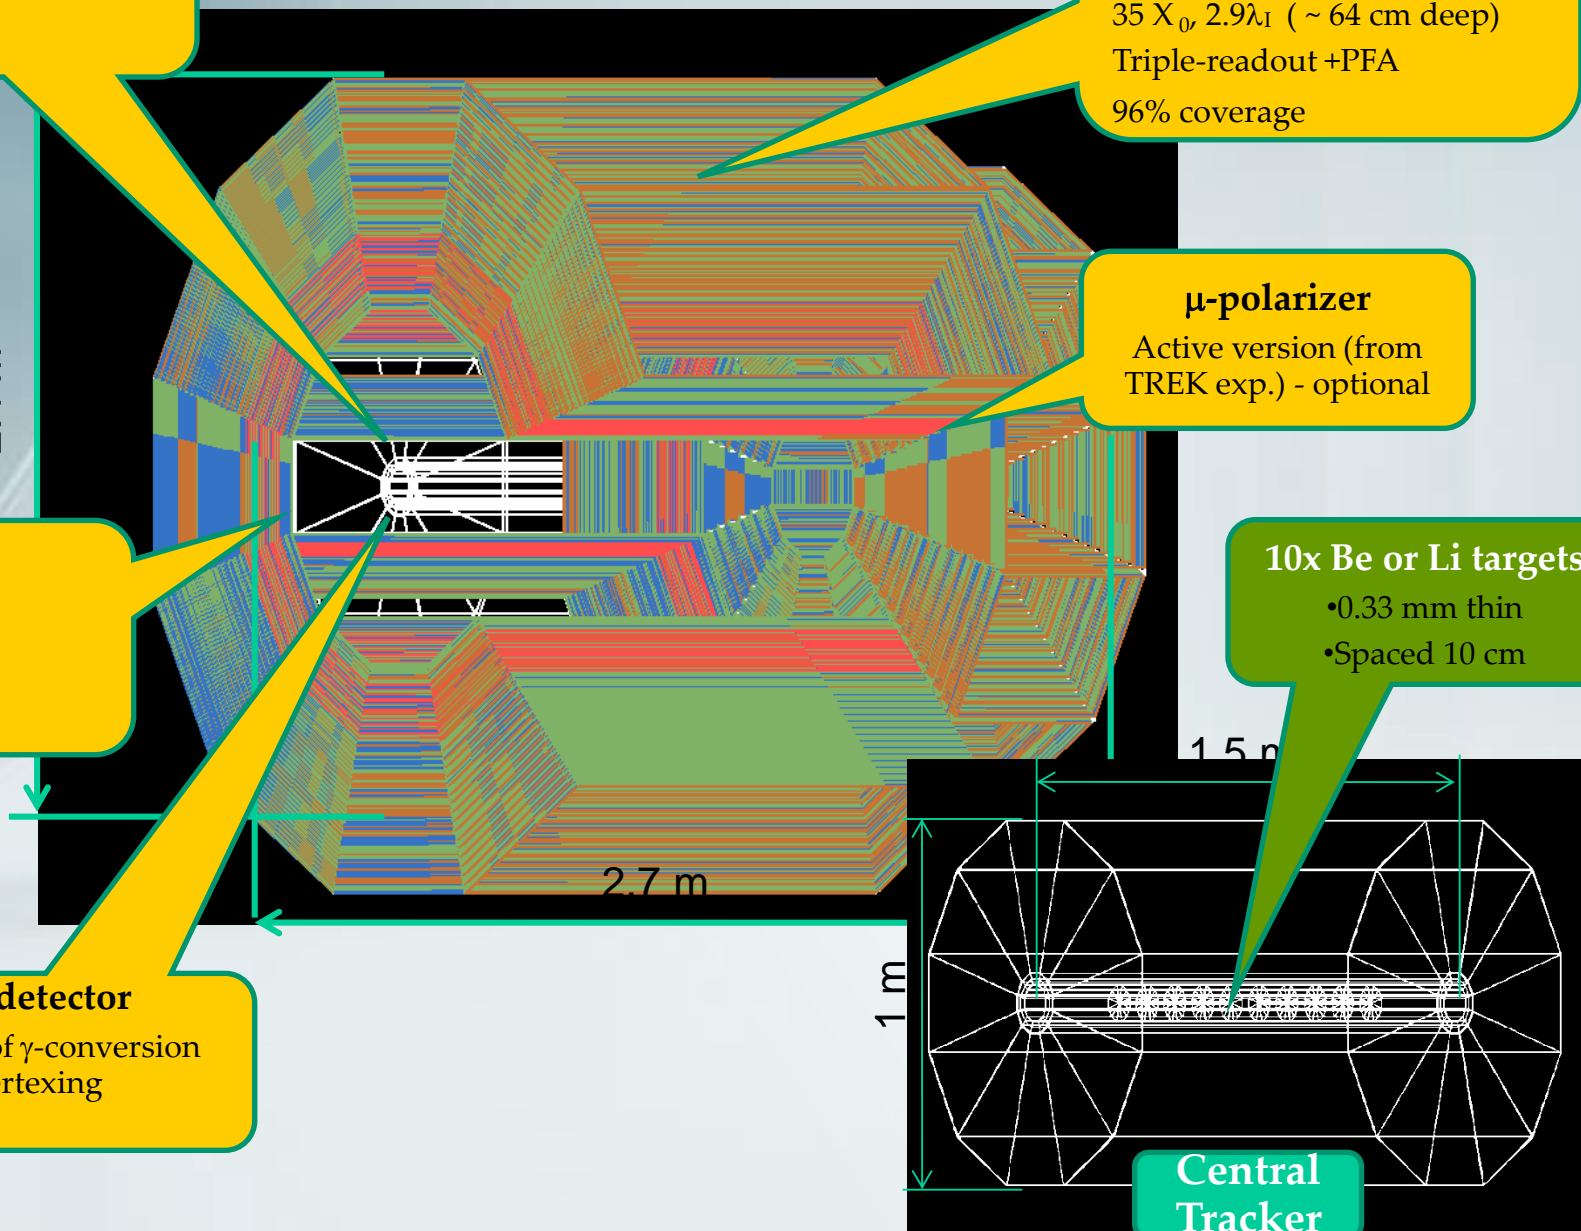 35 X0, 2.9λI ( ~ 64 cm deep)
Triple-readout +PFA
96% coverage
μ-polarizer
Active version (from
TREK exp.) - optional
10x Be or Li targets
•0.33 mm thin
•Spaced 10 cm
1.5 m
2.7 m
1 m
detector
of γ-conversion
Central
Tracker